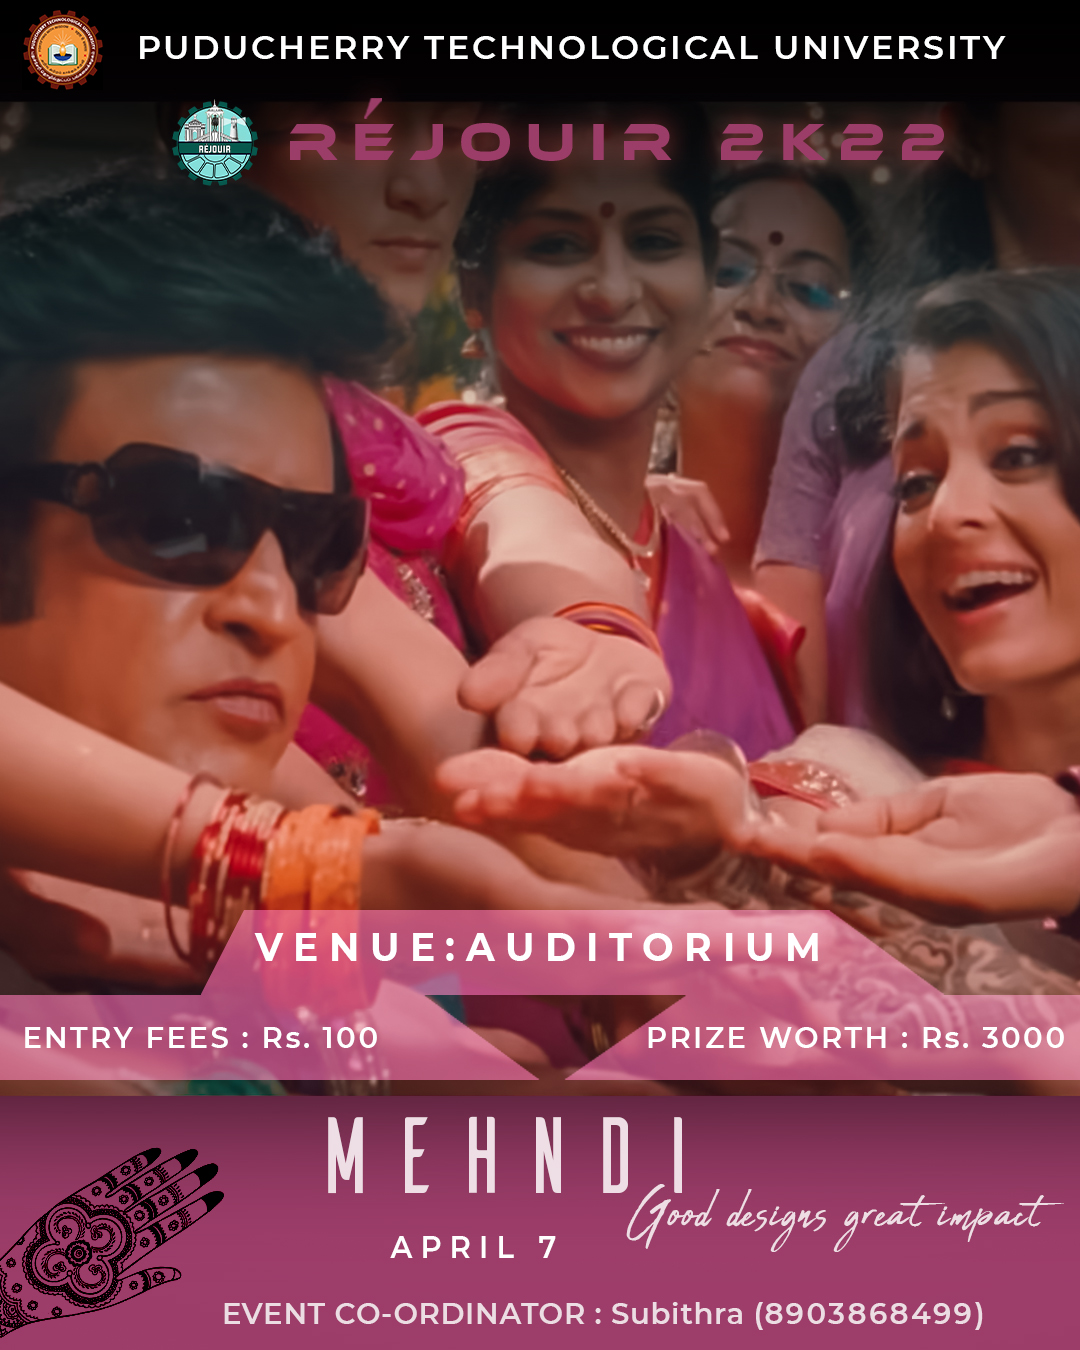 PUDUCHERRY TECHNOLOGICAL UNIVERSITY
RÉJOUIR
RÉJOUIR 2K22
VENUE:AUDITORIUM
ENTRY FEES : Rs. 100
PRIZE WORTH : Rs. 3000
MEHNDI
Good designs great impact
APRIL 7
EVENT CO-ORDINATOR : Subithra (8903868499)